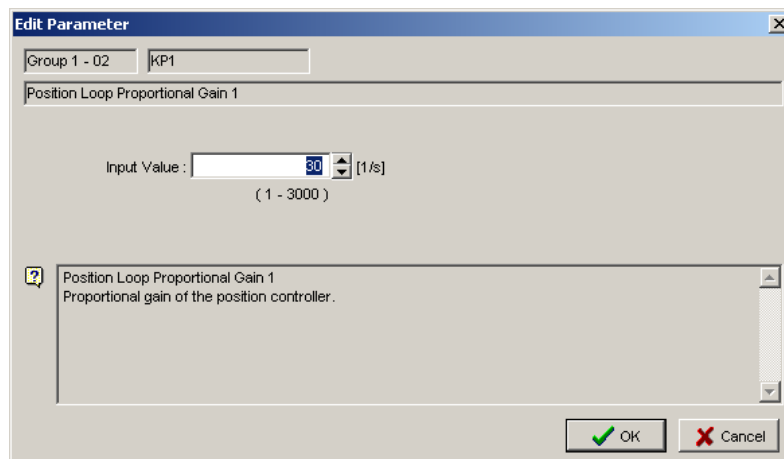 Edit Parameter
Group 1 - 02 KP1
Position Loop Proportional Gain 1
Input Value : 30 [1/s]
( 1 - 3000 )
Position Loop Proportional Gain 1
Proportional gain of the position controller.
OK Cancel